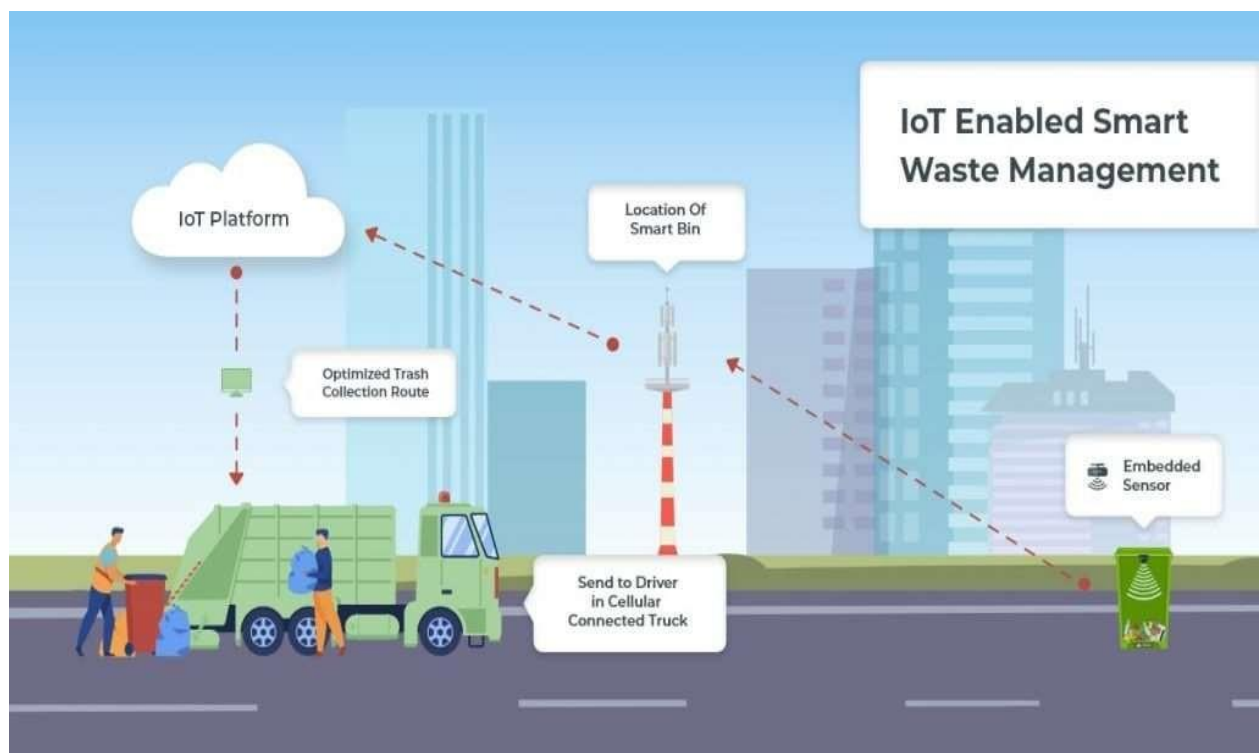 IoT Enabled Smart
Waste Management
IoT Platform
Location Of
Smart Bin
Optimized Trash
Collection Route
Embedded
Sensor
Send to Driver
in Cellular
Connected Truck